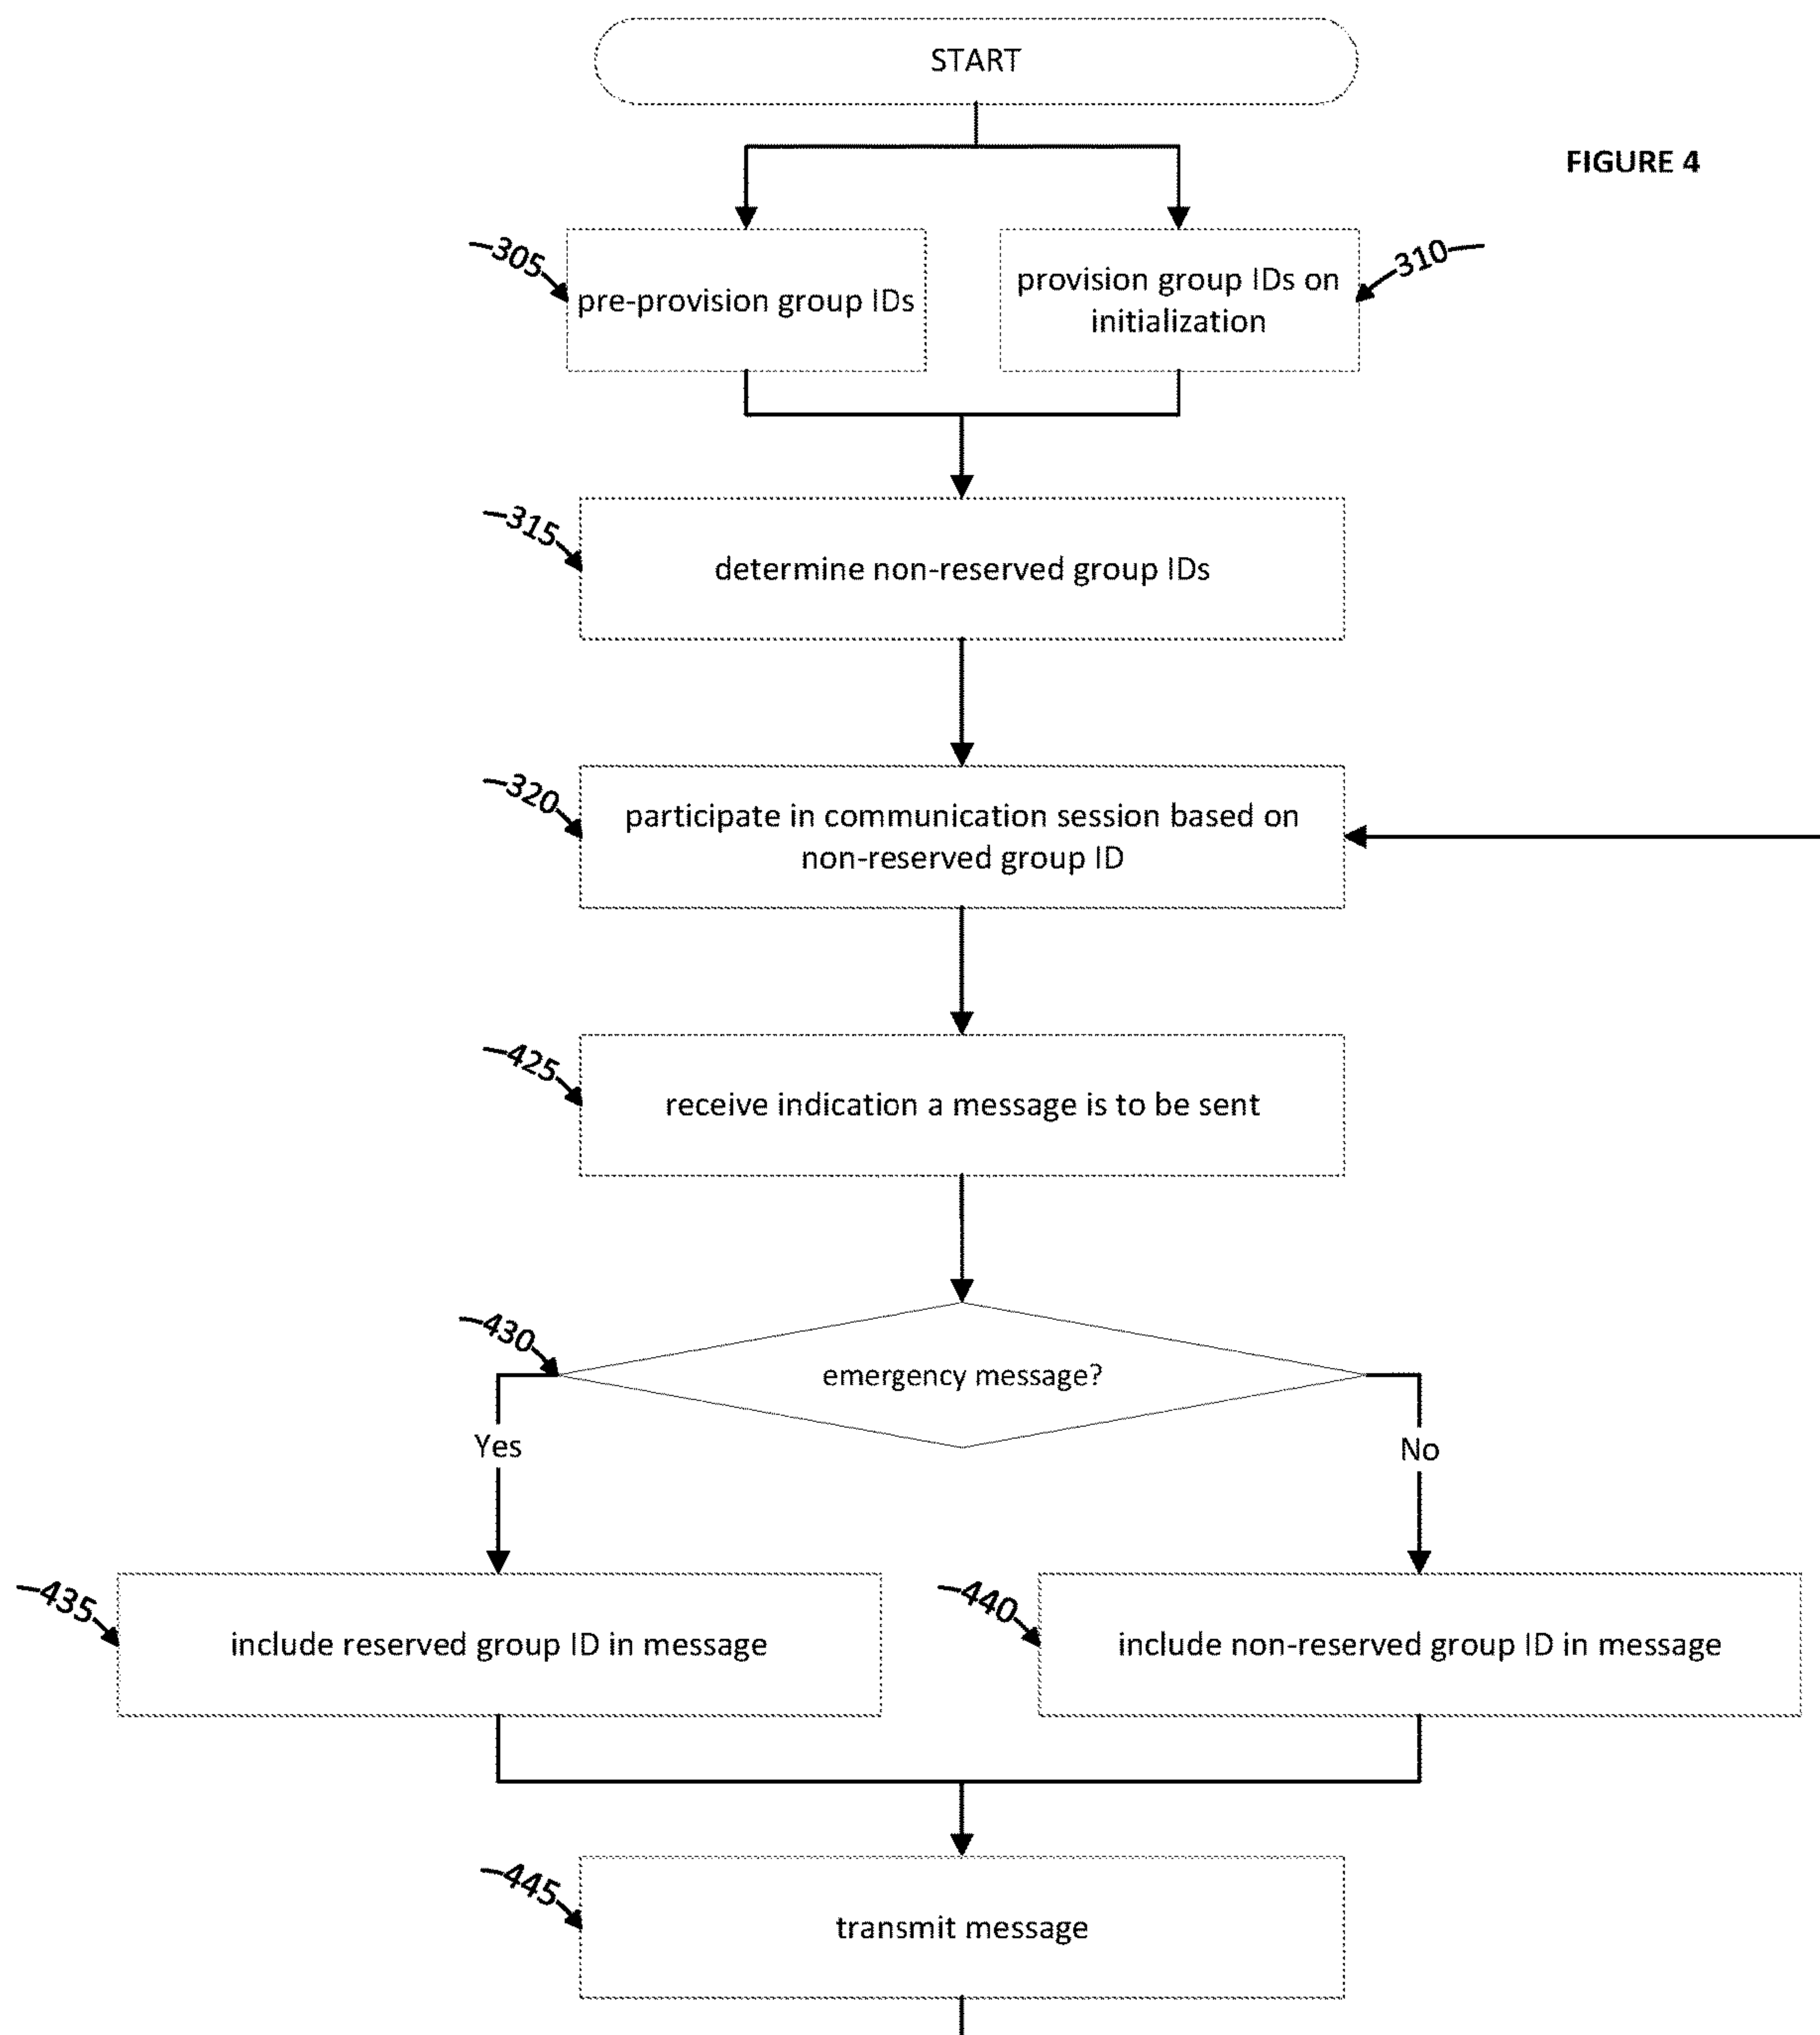 START
FIGURE 4
305
pre-provision group IDs
provision group IDs on
initialization
310
315
determine non-reserved group IDs
320
participate in communication session based on
non-reserved group ID
425
receive indication a message is to be sent
430
emergency message?
Yes
No
435
include reserved group ID in message
440
include non-reserved group ID in message
445
transmit message